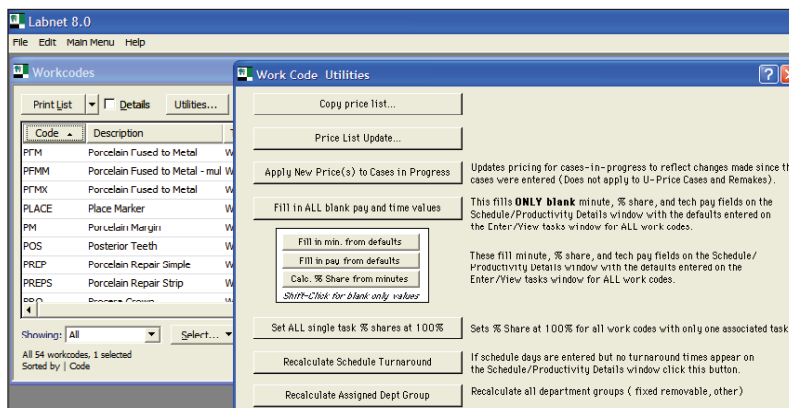 Labnet 8.0
File Edit Main Menu Help
Workcodes
Print List Details Utilities...
Code Description
PFM Porcelain Fused to Metal W
PFMM Porcelain Fused to Metal - mul W
PFMX Porcelain Fused to Metal W
PLACE Place Marker W
PM Porcelain Margin W
POS Posterior Teeth W
PREP Porcelain Repair Simple W
PREPS Porcelain Repair Strip W
PRO Procera Crown W
Showing: All Select...
All 54 workcodes, 1 selected
Sorted by | Code
Work Code Utilities
Copy price list...
Price List Update...
Apply New Price(s) to Cases in Progress
Updates pricing for cases-in-progress to reflect changes made since th
cases were entered (Does not apply to U-Price Cases and Remakes).
Fill in ALL blank pay and time values
This fills ONLY blank minute, % share, and tech pay fields on the
Schedule/Productivity Details window with the defaults entered on
the Enter/View tasks window for ALL work codes.
Fill in min. from defaults
Fill in pay from defaults
Calc. % Share from minutes
Shift-Click for blank only values
These fill minute, % share, and tech pay fields on the Schedule/
Productivity Details window with the defaults entered on the
Enter/View tasks window for ALL work codes.
Set ALL single task % shares at 100%
Sets % Share at 100% for all work codes with only one associated task
Recalculate Schedule Turnaround
If schedule days are entered but no turnaround times appear on
the Schedule/Productivity Details window click this button.
Recalculate Assigned Dept Group
Recalculate all department groups ( fixed removable, other)